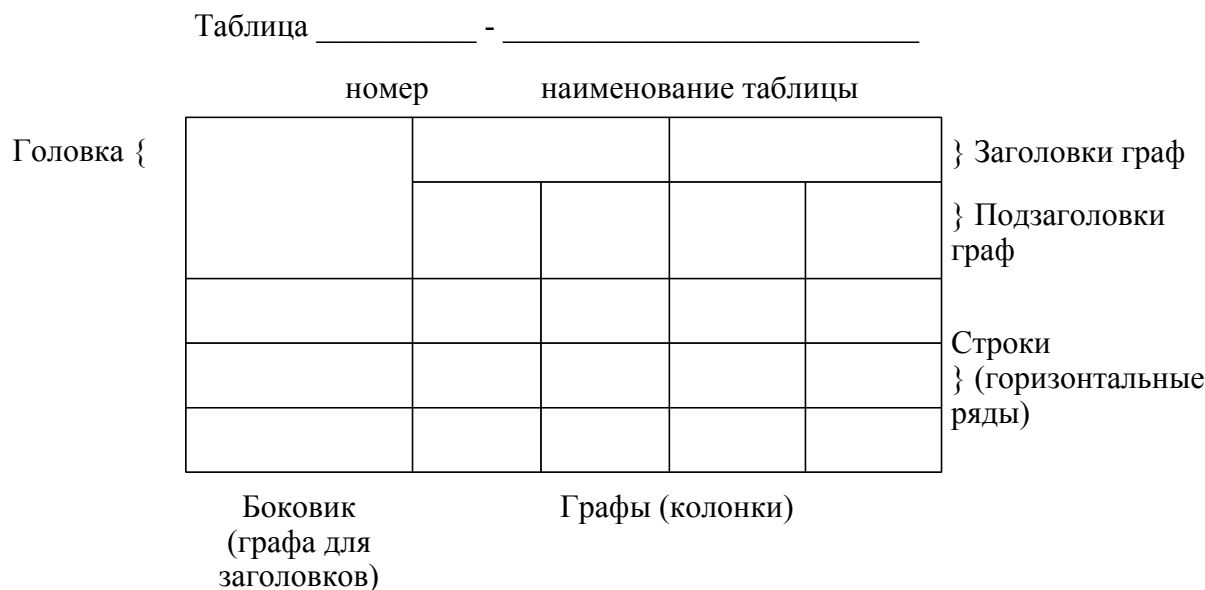 Таблица __________ - __________________________
номер наименование таблицы
Головка {
} Заголовки граф
} Подзаголовки
граф
Строки
} (горизонтальные
ряды)
Боковик
(графа для
заголовков)
Графы (колонки)